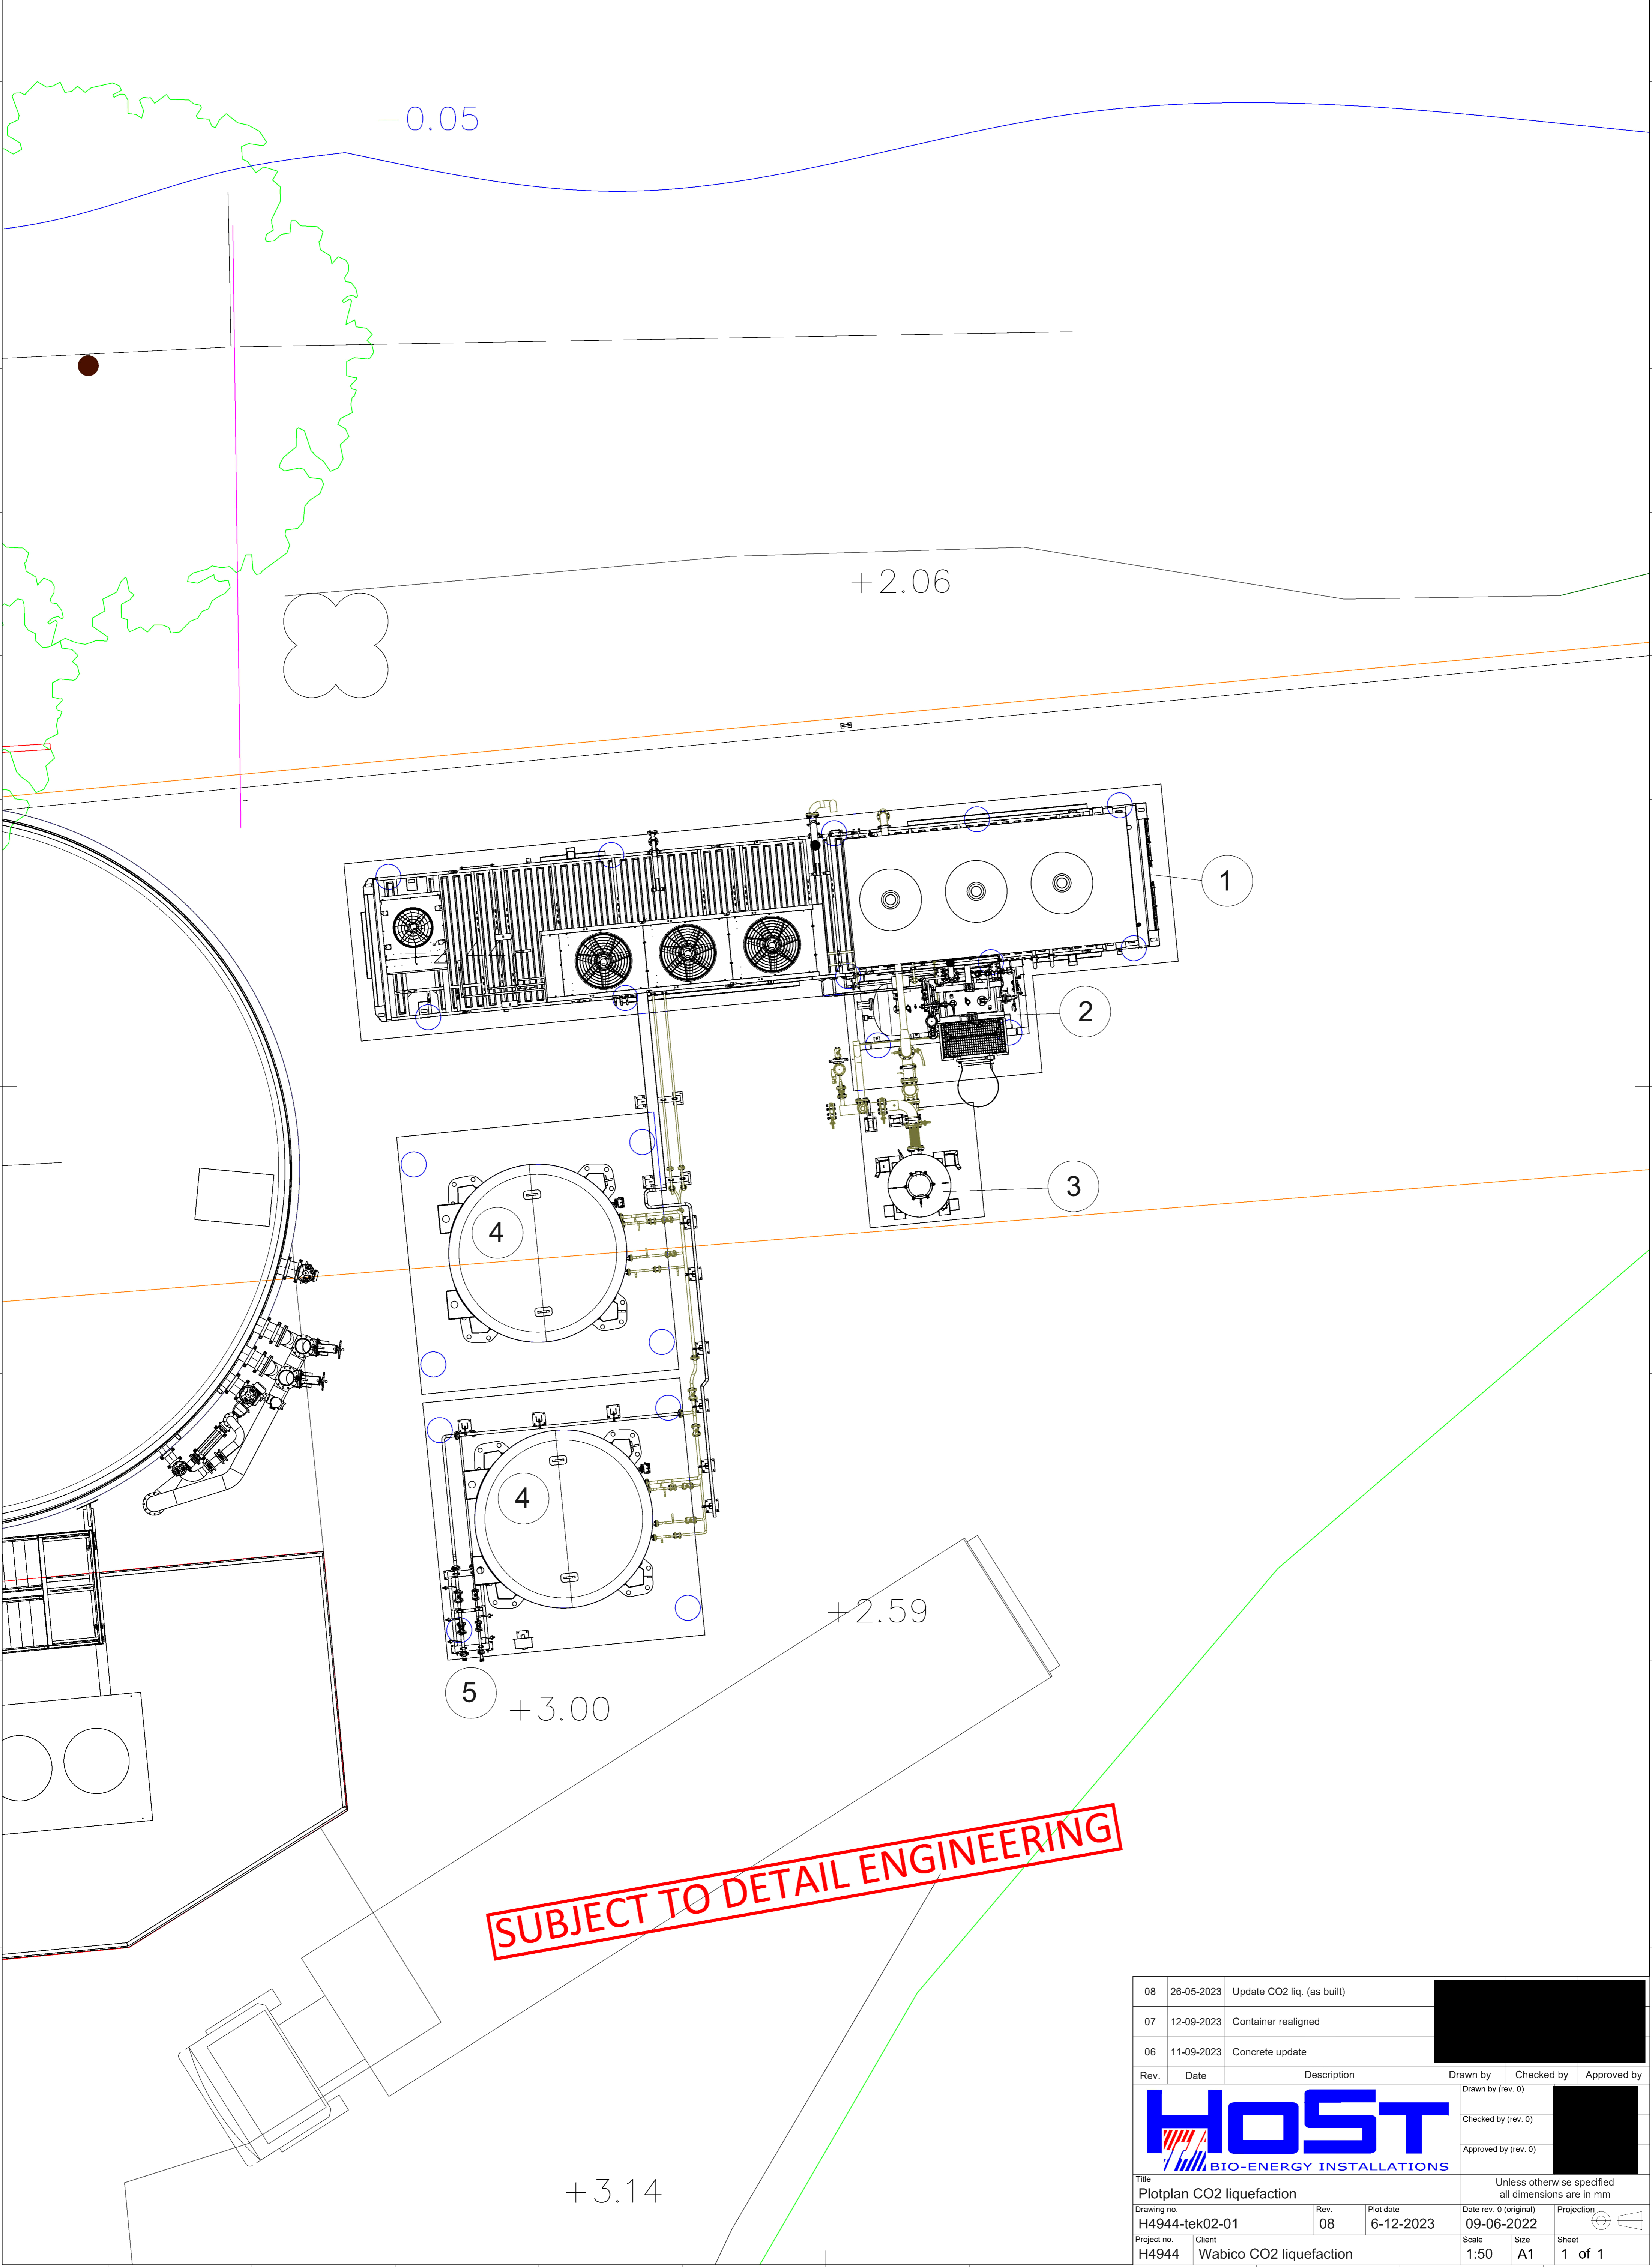 -0.05
+2.06
1
2
3
4
4
+2.59
5
+3.00
SUBJECT TO DETAIL ENGINEERING
+3.14
08 26-05-2023 Update CO2 liq. (as built)
07 12-09-2023 Container realigned
06 11-09-2023 Concrete update
Rev. Date Description Drawn by Checked by Approved by
Drawn by (rev. 0)
Checked by (rev. 0)
Approved by (rev. 0)
HoST
BIO-ENERGY INSTALLATIONS
Title
Plotplan CO2 liquefaction
Unless otherwise specified
all dimensions are in mm
Drawing no. Rev. Plot date Date rev. 0 (original) Projection
H4944-tek02-01 08 6-12-2023 09-06-2022
Project no. Client Scale Size Sheet
H4944 Wabico CO2 liquefaction 1:50 A1 1 of 1